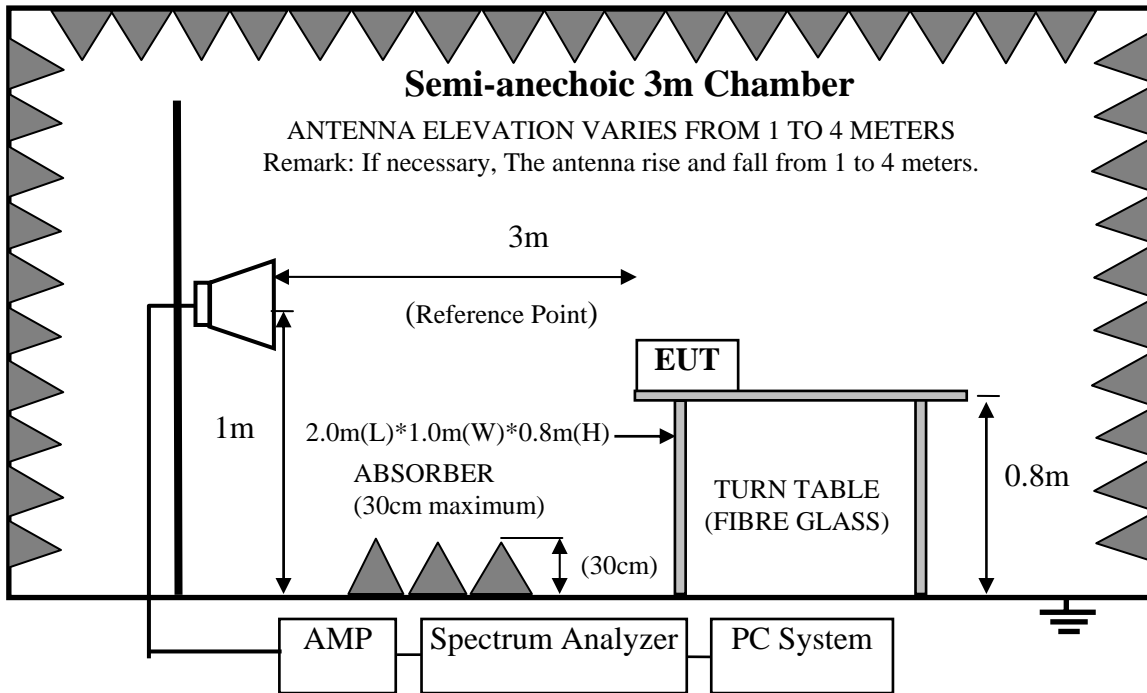 Semi-anechoic 3m Chamber
ANTENNA ELEVATION VARIES FROM 1 TO 4 METERS
Remark: If necessary, The antenna rise and fall from 1 to 4 meters.
3m
(Reference Point)
EUT
1m
2.0m(L)*1.0m(W)*0.8m(H)
ABSORBER
(30cm maximum)
TURN TABLE
(FIBRE GLASS)
0.8m
(30cm)
AMP
Spectrum Analyzer
PC System